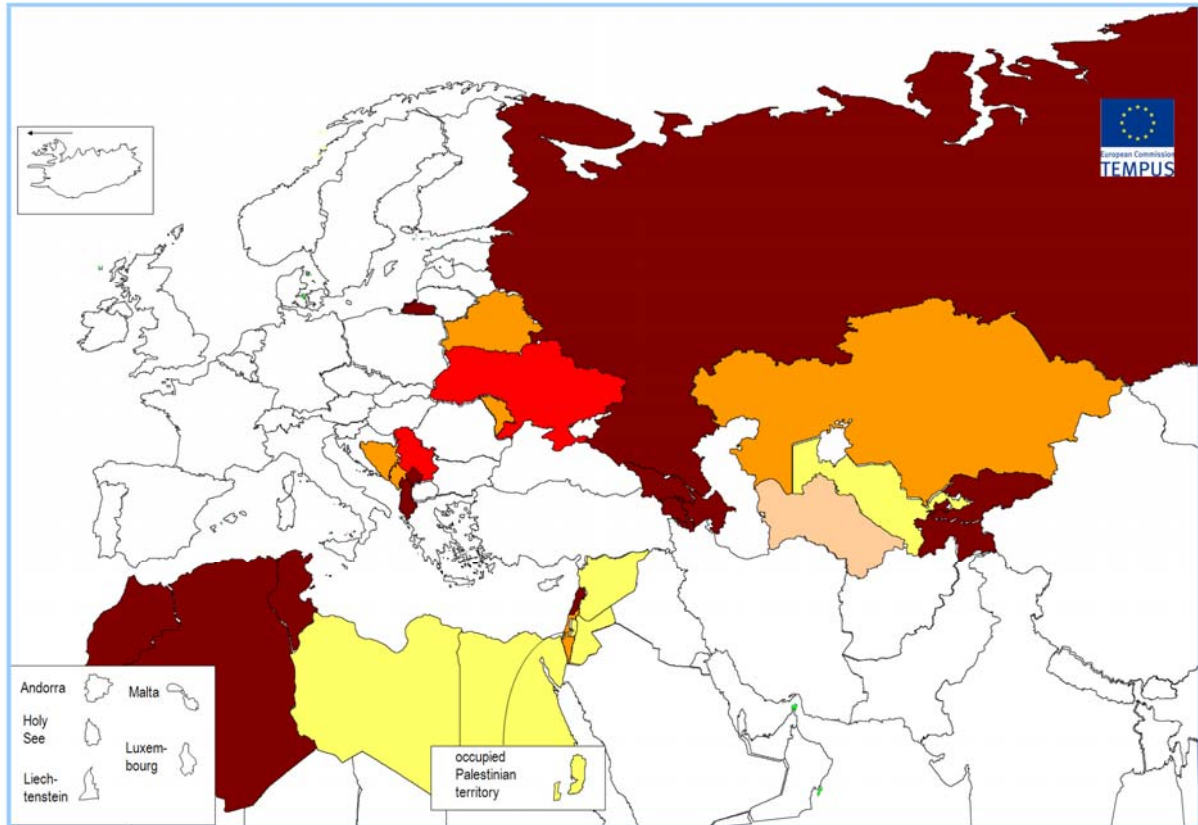 European Commission
TEMPUS
Andorra
Malta
Holy
See
Luxem-
bourg
Liech-
tenstein
occupied
Palestinian
territory